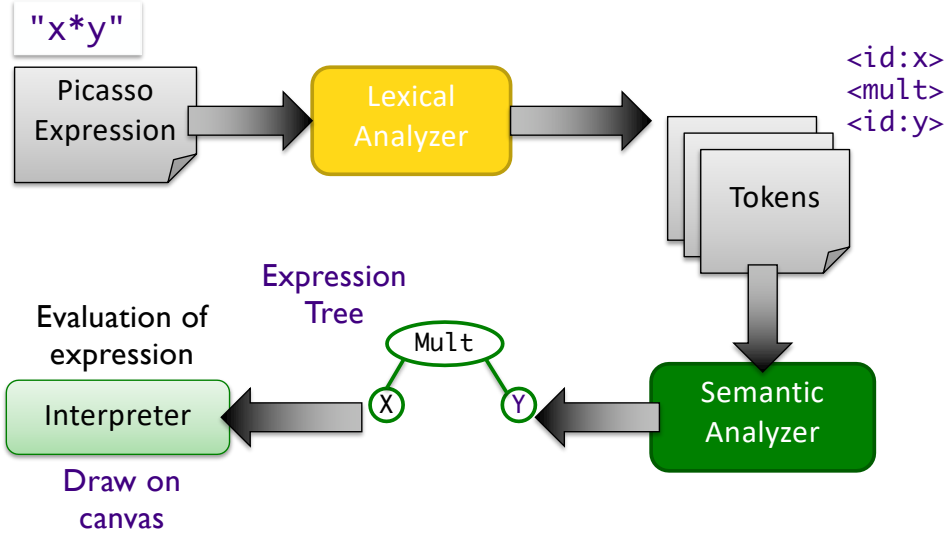 "x*y"
Picasso
Expression
Lexical
Analyzer
<id:x>
<mult>
<id:y>
Tokens
Expression
Tree
Evaluation of
expression
Mult
X
Y
Interpreter
Semantic
Analyzer
Draw on
canvas